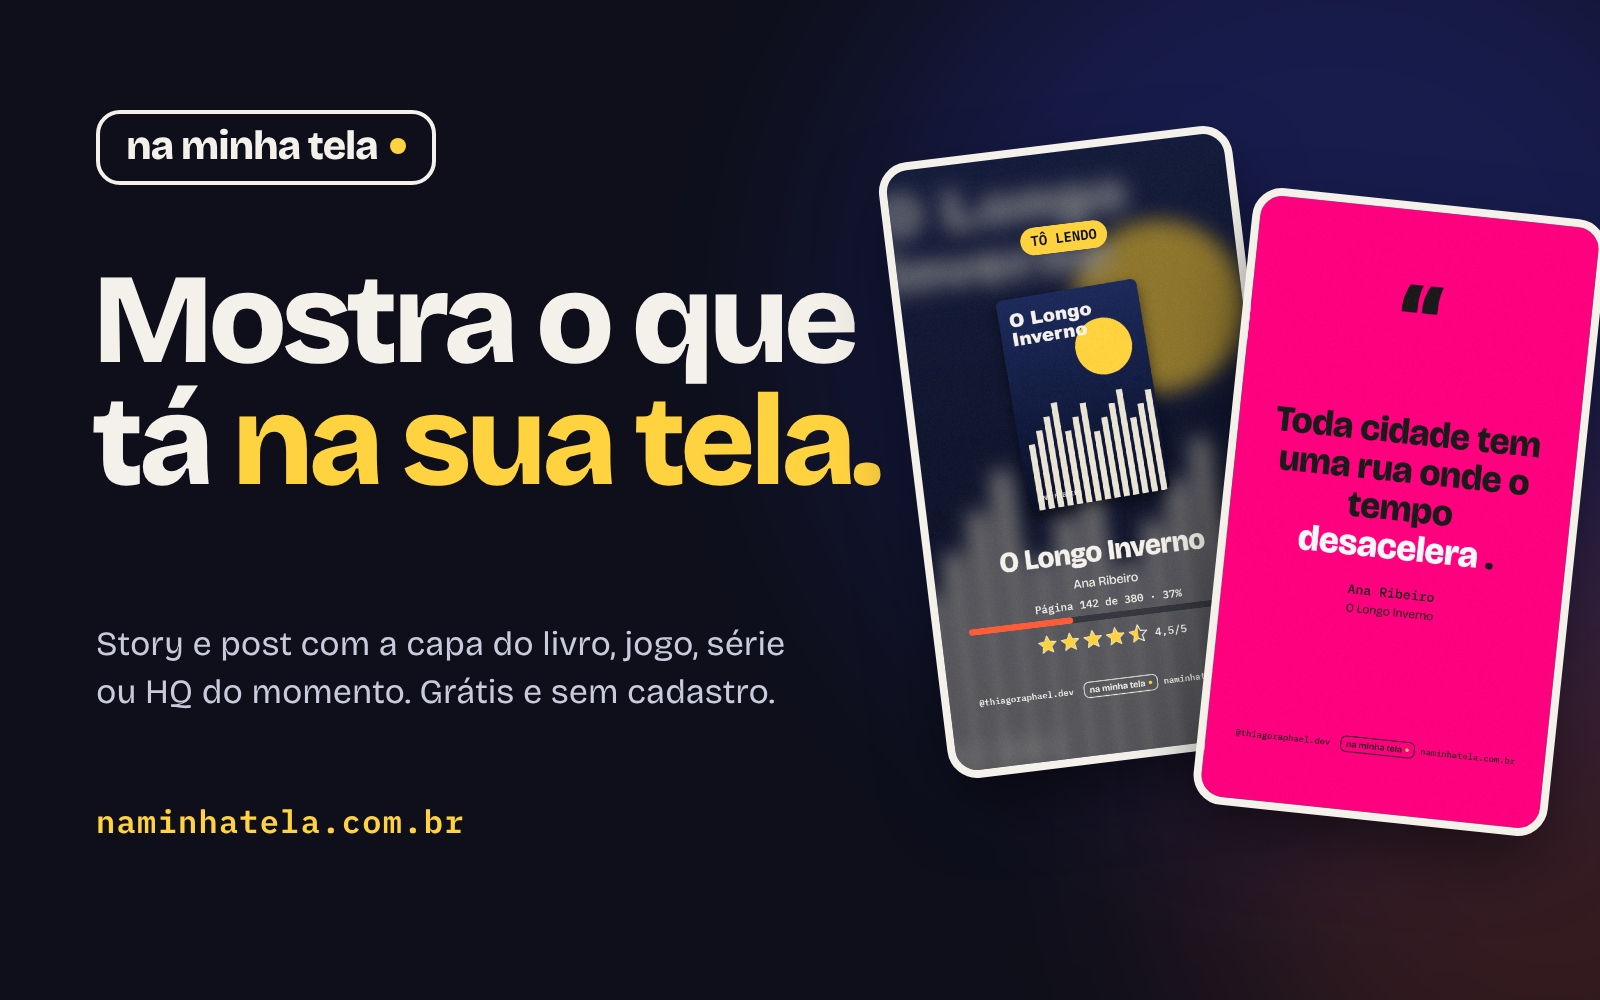 na minha tela
Mostra o que
tá na sua tela.
Story e post com a capa do livro, jogo, série
ou HQ do momento. Grátis e sem cadastro.
naminhatela.com.br
O Longo
TÔ LENDO
O Longo
Inverno
O Longo Inverno
Ana Ribeiro
Página 142 de 380 · 37%
4,5/5
@thiagoraphael.dev na minha tela naminhat
“
Toda cidade tem
uma rua onde o
tempo
desacelera .
Ana Ribeiro
O Longo Inverno
@thiagoraphael.dev na minha tela naminhatela.com.br